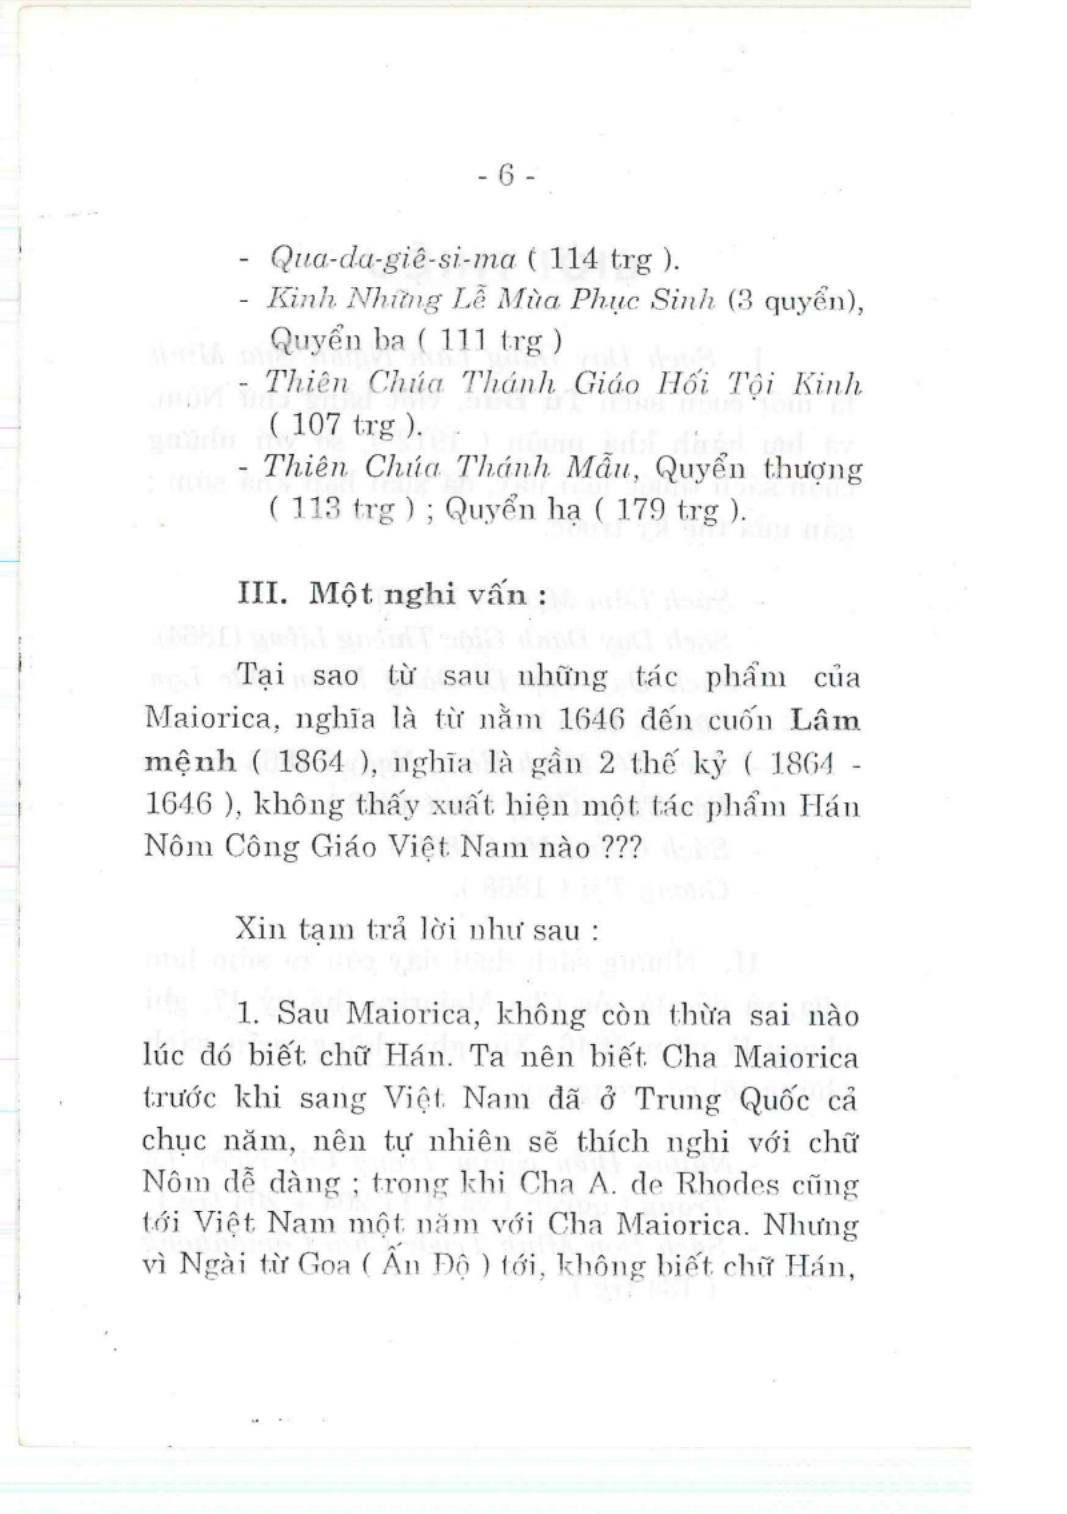 - 6 -
- Qua-da-giê-si-ma ( 114 trg ).
- Kinh Những Lễ Mùa Phục Sinh (3 quyển),
Quyển ba ( 111 trg )
- Thiên Chúa Thánh Giáo Hối Tội Kinh
( 107 trg ).
- Thiên Chúa Thánh Mẫu, Quyển thượng
( 113 trg ) ; Quyển hạ ( 179 trg ).
III. Một nghi vấn :
Tại sao từ sau những tác phẩm của
Maiorica, nghĩa là từ nằm 1646 đến cuốn Lâm
mệnh ( 1864 ), nghĩa là gần 2 thế kỷ ( 1864 -
1646 ), không thấy xuất hiện một tác phẩm Hán
Nôm Công Giáo Việt Nam nào ???
Xin tạm trả lời như sau :
1. Sau Maiorica, không còn thừa sai nào
lúc đó biết chữ Hán. Ta nên biết Cha Maiorica
trước khi sang Việt Nam đã ở Trung Quốc cả
chục năm, nên tự nhiên sẽ thích nghi với chữ
Nôm dễ dàng ; trong khi Cha A. de Rhodes cũng
tới Việt Nam một năm với Cha Maiorica. Nhưng
vì Ngài từ Goa ( Ấn Độ ) tới, không biết chữ Hán,